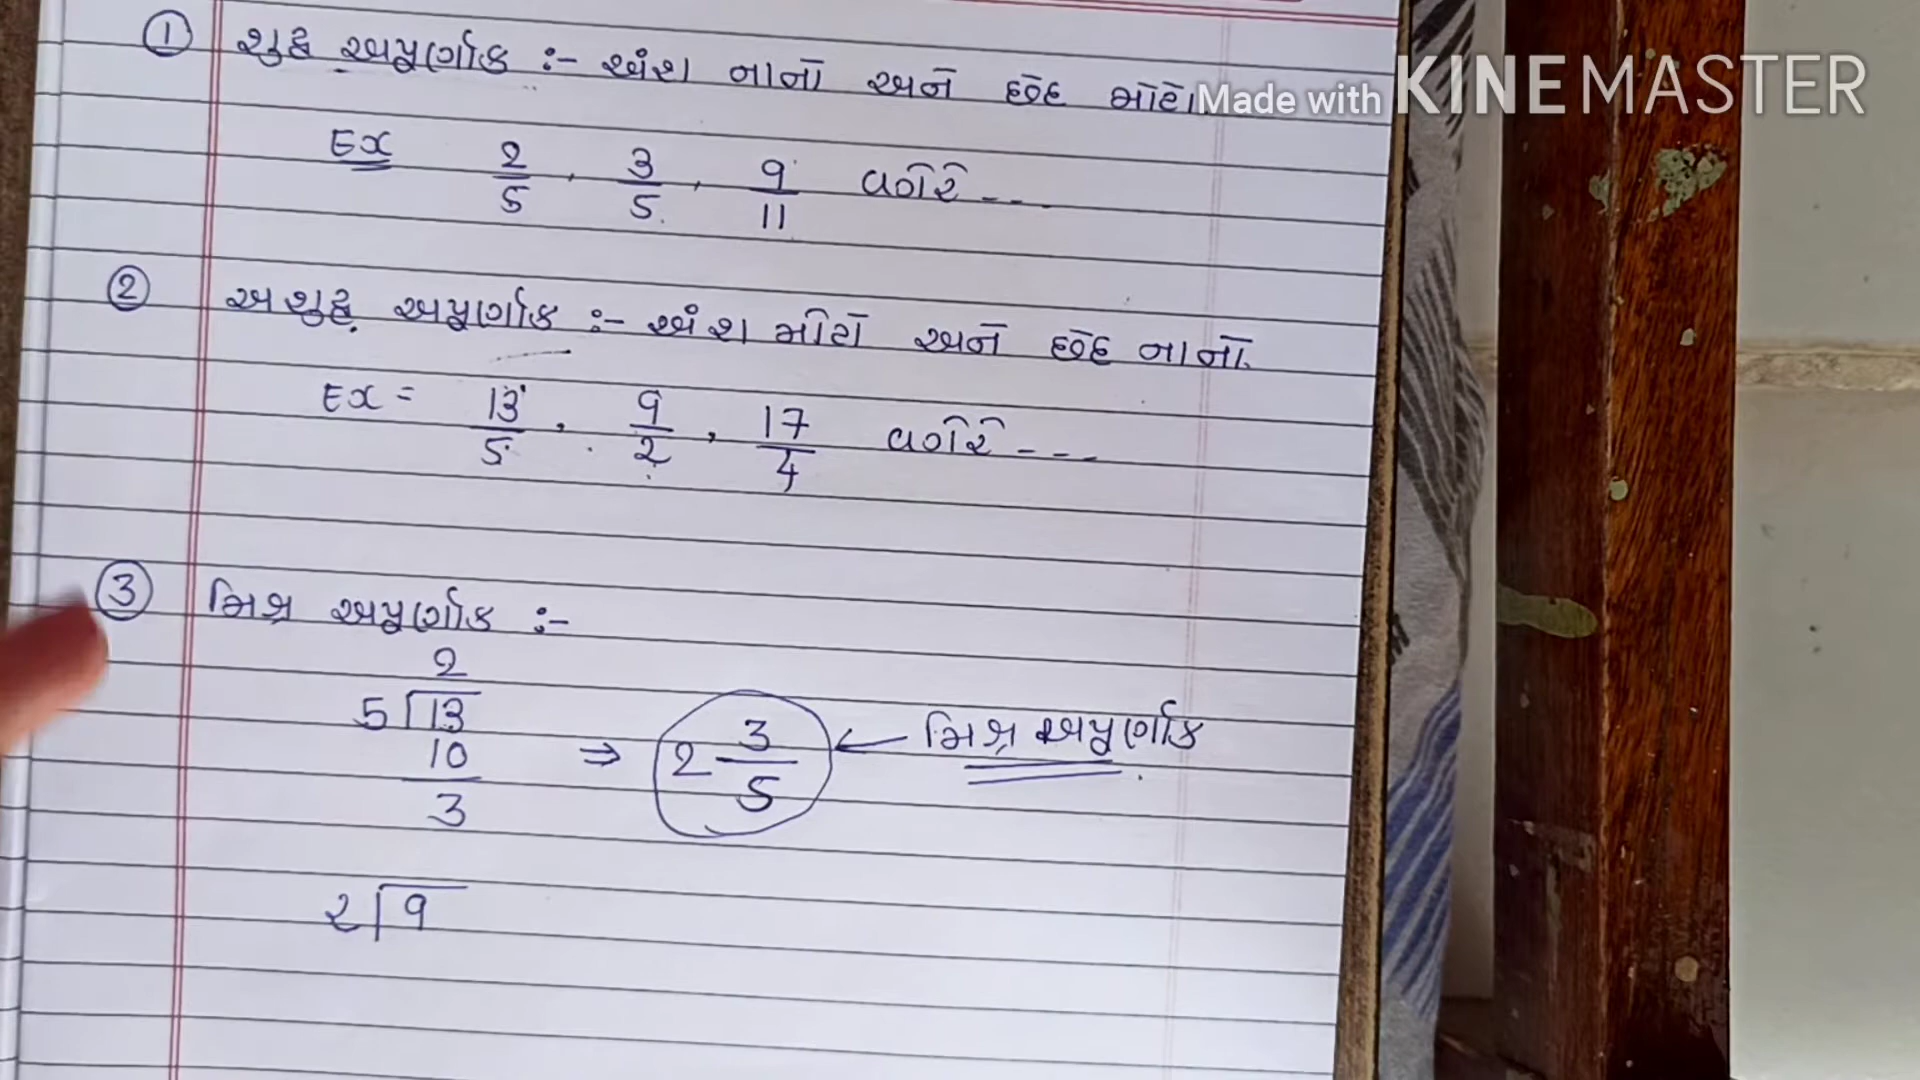 ① શુદ્ધ અપૂર્ણાંક :- અંશ નાનો અને છેદ મોટો
Made with KINEMASTER
Ex 2/5 , 3/5 , 9/11 વગેરે ---
② અશુદ્ધ અપૂર્ણાંક :- અંશ મોટો અને છેદ નાનો.
Ex = 13/5 , 9/2 , 17/4 વગેરે ---
③ મિશ્ર અપૂર્ણાંક :-
2
5 13
10 ⇒ 2 3/5 ← મિશ્ર અપૂર્ણાંક
3
2 9